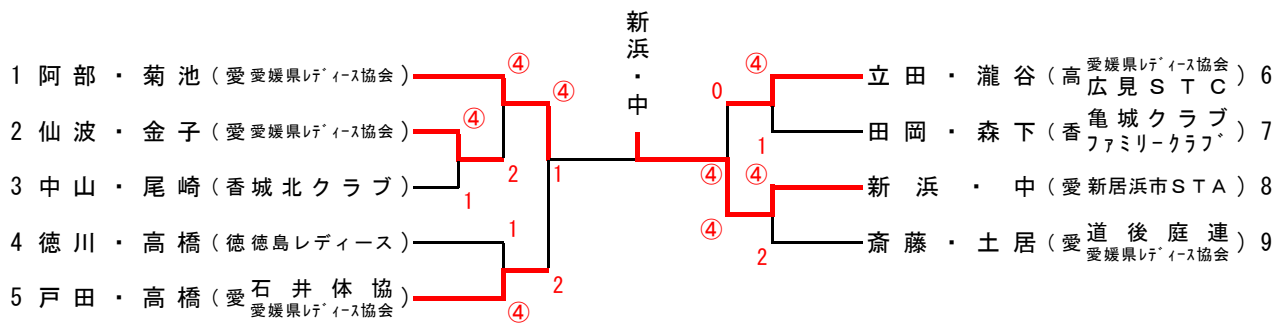 新浜・中
1 阿部・菊池（愛 愛媛県ﾚﾃﾞｨｰｽ協会）
④
④
2 仙波・金子（愛 愛媛県ﾚﾃﾞｨｰｽ協会）
④
2
1
3 中山・尾崎（香 城北クラブ）
1
4 徳川・高橋（徳 徳島レディース）
1
2
5 戸田・高橋（愛 石井体協
愛媛県ﾚﾃﾞｨｰｽ協会）
④
立田・瀧谷（高 愛媛県ﾚﾃﾞｨｰｽ協会
広見ＳＴＣ）6
④
0
田岡・森下（香 亀城クラブ
ファミリークラブ）7
1
④
④
新浜・中（愛 新居浜市ＳＴＡ）8
④
斎藤・土居（愛 道後庭連
愛媛県ﾚﾃﾞｨｰｽ協会）9
2